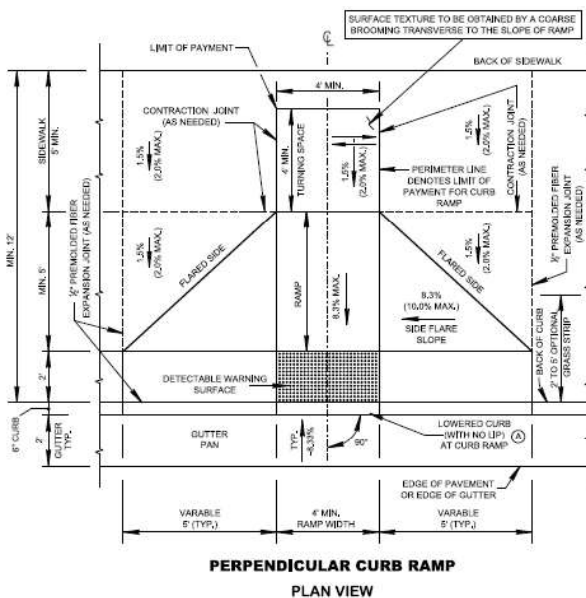 SURFACE TEXTURE TO BE OBTAINED BY A COARSE
BROOMING TRANSVERSE TO THE SLOPE OF RAMP
℄
LIMIT OF PAYMENT
BACK OF SIDEWALK
4' MIN.
SIDEWALK
5' MIN.
CONTRACTION JOINT
(AS NEEDED)
1.5%
(2.0% MAX.)
4' MIN.
TURNING SPACE
1.5%
(2.0% MAX.)
1.5%
(2.0% MAX.)
CONTRACTION JOINT
(AS NEEDED)
PERIMETER LINE
DENOTES LIMIT OF
PAYMENT FOR CURB
RAMP
MIN. 12'
½" PREMOLDED FIBER
EXPANSION JOINT (AS NEEDED)
MIN. 5'
1.5%
(2.0% MAX.)
FLARED SIDE
RAMP
8.3% MAX.
FLARED SIDE
1.5%
(2.0% MAX.)
½" PREMOLDED FIBER
EXPANSION JOINT
(AS NEEDED)
8.3%
(10.0% MAX.)
SIDE FLARE
SLOPE
2' TO 5' OPTIONAL
GRASS STRIP
BACK OF CURB
2'
DETECTABLE WARNING
SURFACE
6" CURB
2'
GUTTER
TYP.
GUTTER
PAN
TYP.
-8.33%
90°
LOWERED CURB
(WITH NO LIP) A
AT CURB RAMP
EDGE OF PAVEMENT
OR EDGE OF GUTTER
VARABLE
5' (TYP.)
4' MIN.
RAMP WIDTH
VARABLE
5' (TYP.)
PERPENDICULAR CURB RAMP
PLAN VIEW